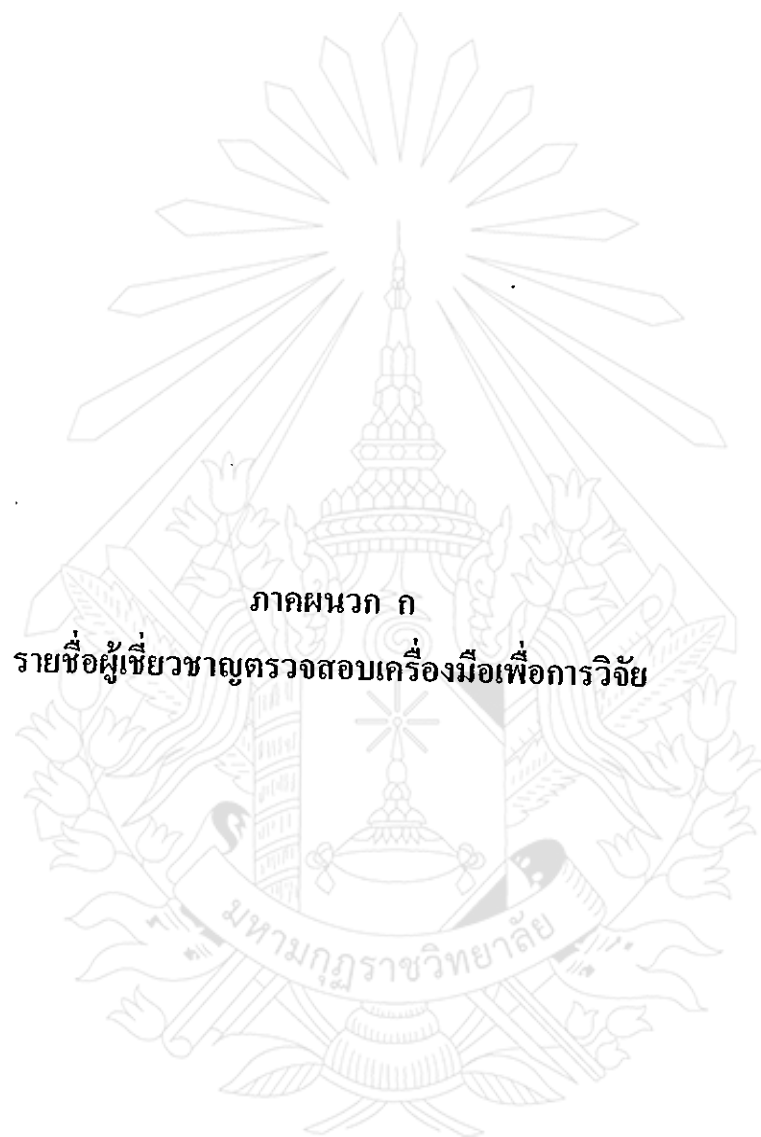 ภาคผนวก ก
รายชื่อผู้เชี่ยวชาญตรวจสอบเครื่องมือเพื่อการวิจัย
มหามกุฏราชวิทยาลัย